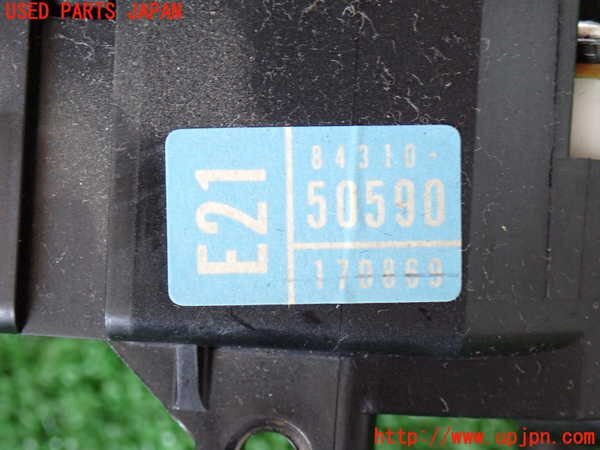 USED PARTS JAPAN
E21
84310-
50590
170869
http://www.upjpn.com